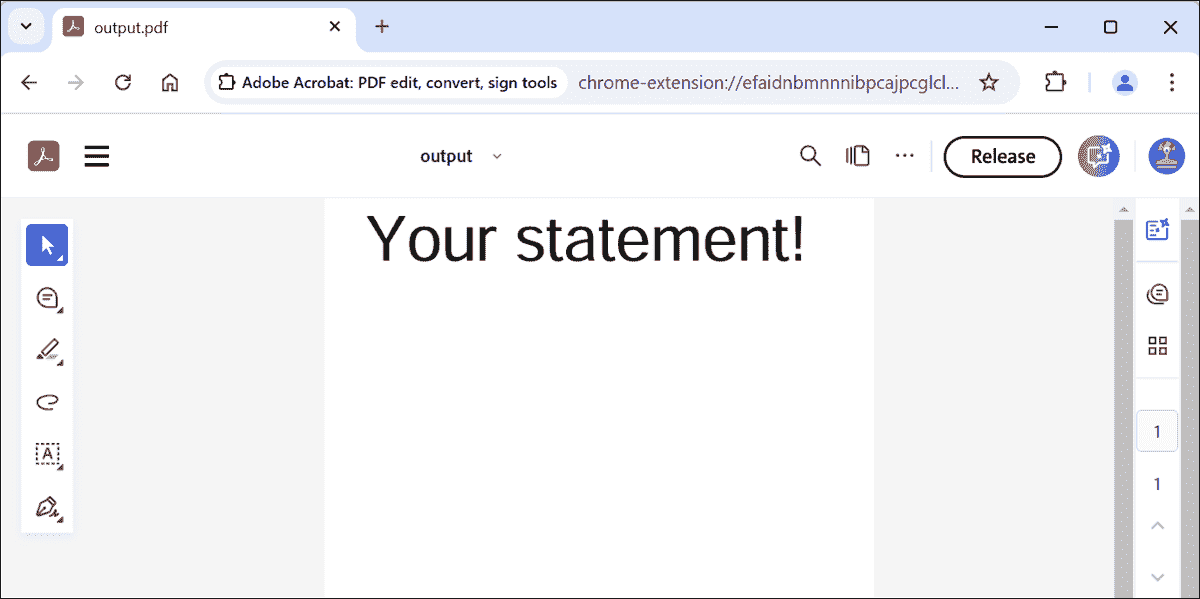 output.pdf
Adobe Acrobat: PDF edit, convert, sign tools chrome-extension://efaidnbmnnnibpcajpcglcl...
output
Release
Your statement!
A
1
1